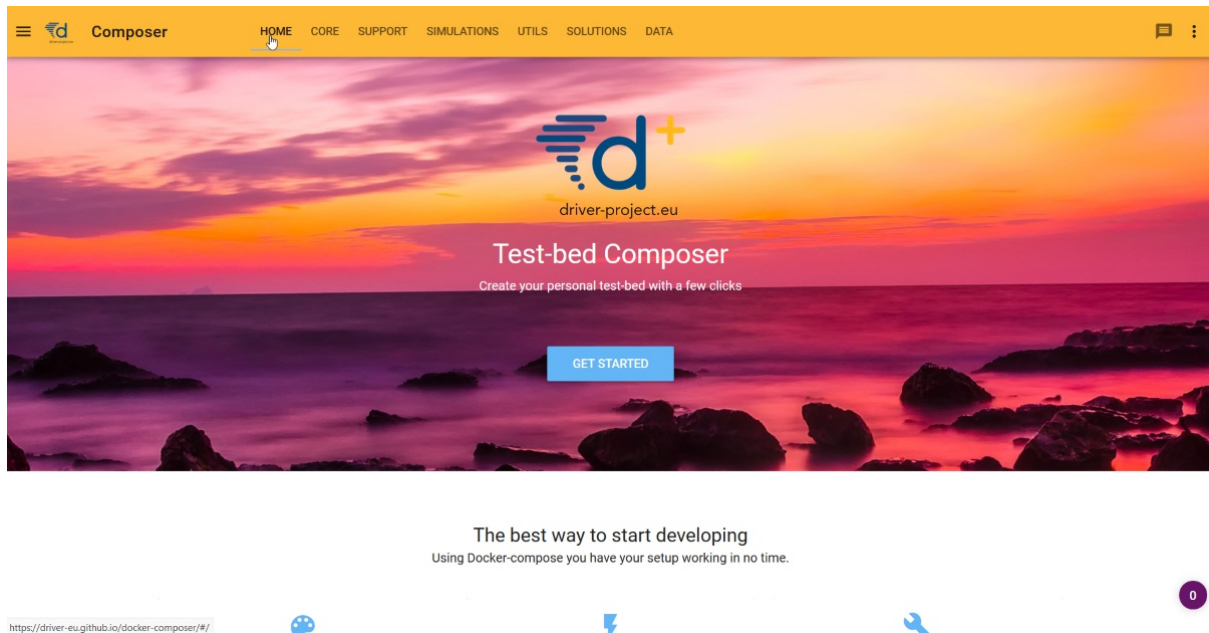 Composer
HOME CORE SUPPORT SIMULATIONS UTILS SOLUTIONS DATA
d+
driver-project.eu
Test-bed Composer
Create your personal test-bed with a few clicks
GET STARTED
The best way to start developing
Using Docker-compose you have your setup working in no time.
0
https://driver-eu.github.io/docker-composer/#/